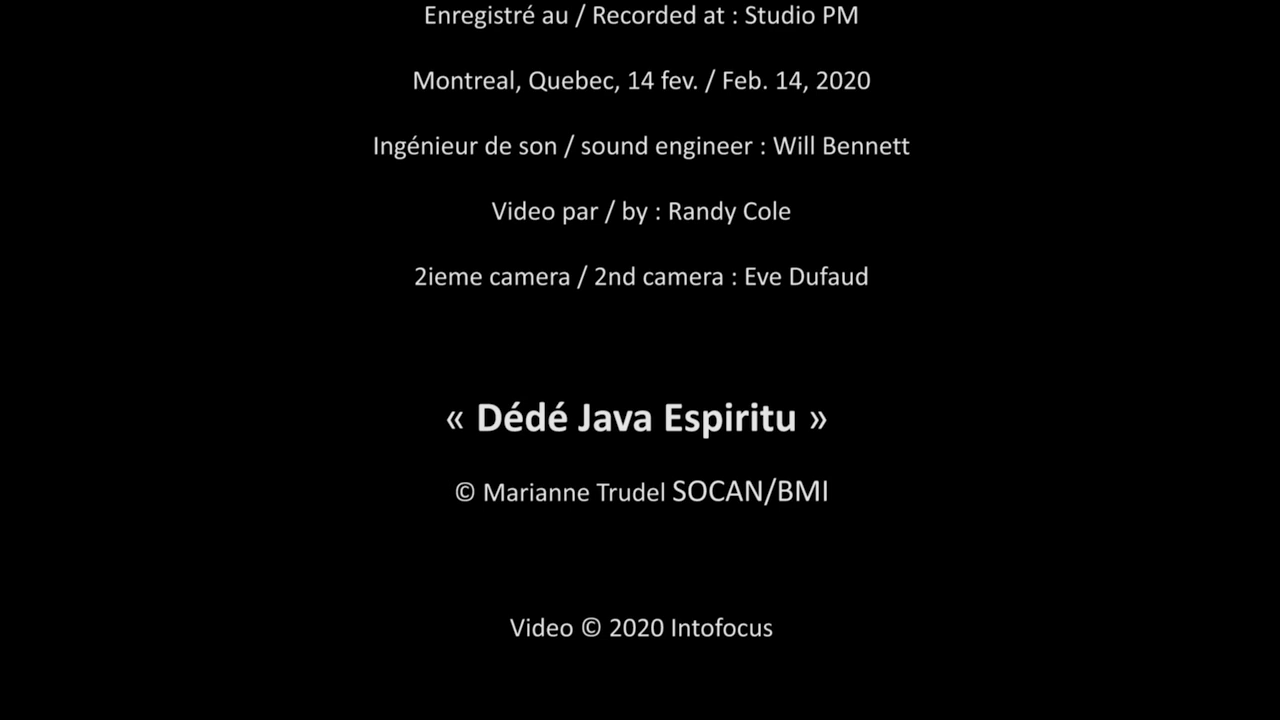 Enregistré au / Recorded at : Studio PM
Montreal, Quebec, 14 fev. / Feb. 14, 2020
Ingénieur de son / sound engineer : Will Bennett
Video par / by : Randy Cole
2ieme camera / 2nd camera : Eve Dufaud
« Dédé Java Espiritu »
© Marianne Trudel SOCAN/BMI
Video © 2020 Intofocus